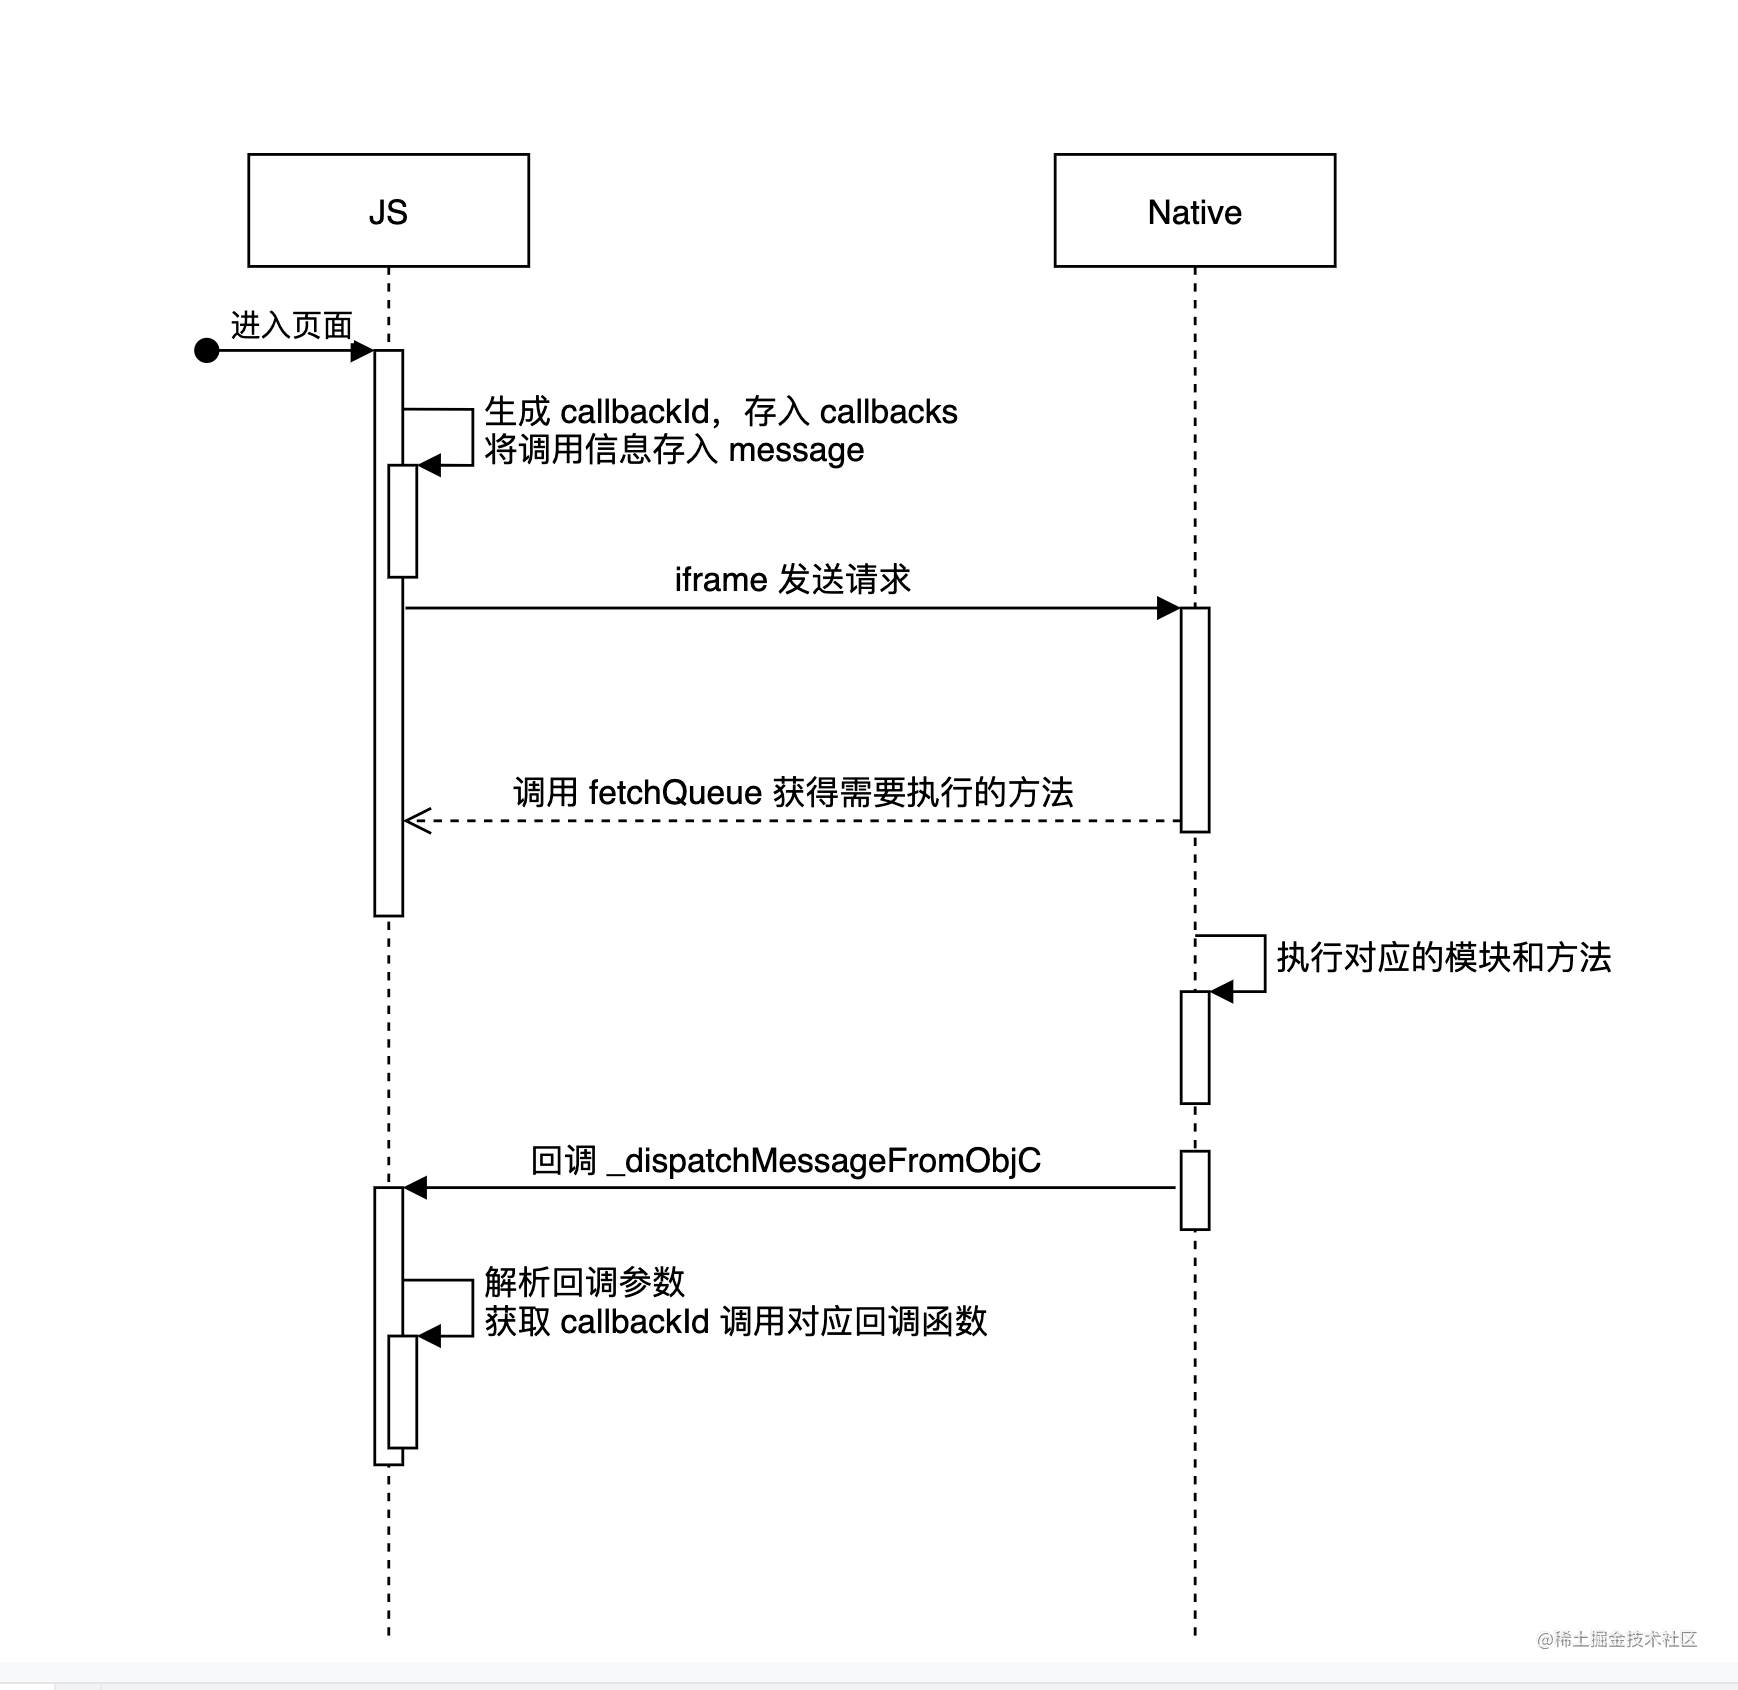 JS
Native
进入页面
生成 callbackId，存入 callbacks
将调用信息存入 message
iframe 发送请求
调用 fetchQueue 获得需要执行的方法
执行对应的模块和方法
回调 _dispatchMessageFromObjC
解析回调参数
获取 callbackId 调用对应回调函数
@稀土掘金技术社区